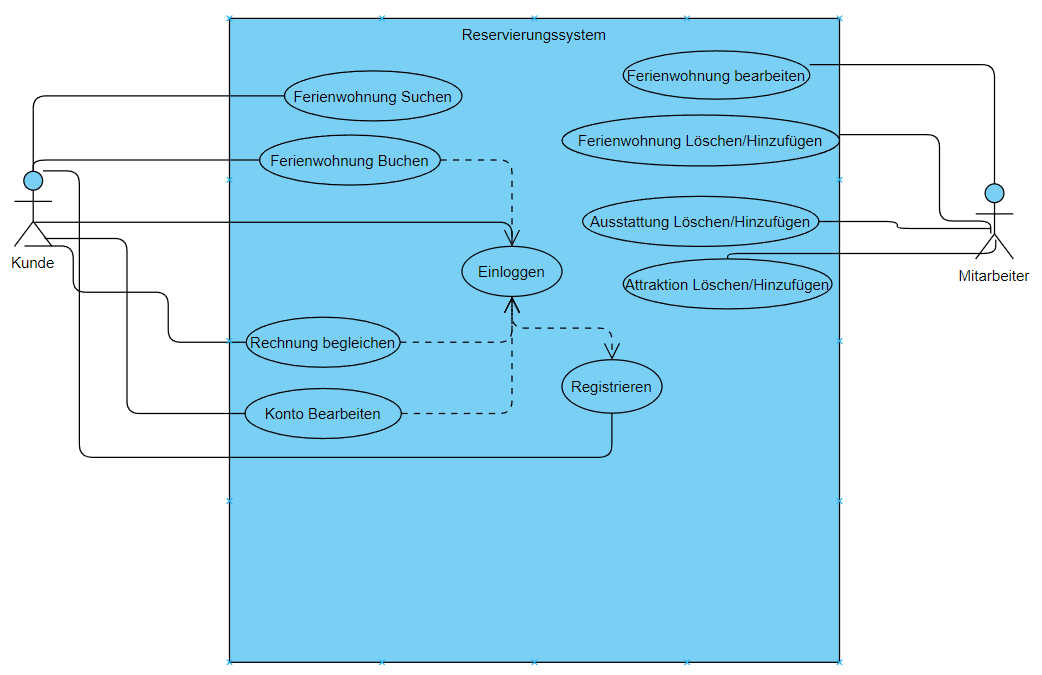 Reservierungssystem
Ferienwohnung bearbeiten
Ferienwohnung Suchen
Ferienwohnung Löschen/Hinzufügen
Ferienwohnung Buchen
Ausstattung Löschen/Hinzufügen
Kunde
Einloggen
Mitarbeiter
Attraktion Löschen/Hinzufügen
Rechnung begleichen
Registrieren
Konto Bearbeiten